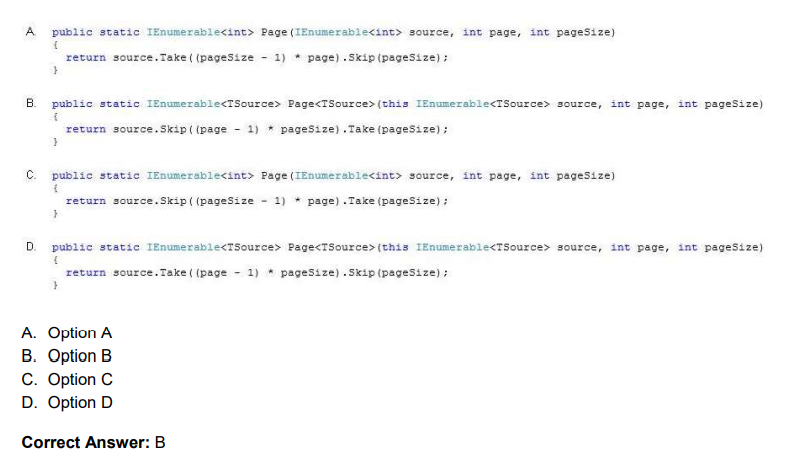 A. public static IEnumerable<int> Page(IEnumerable<int> source, int page, int pageSize)
{
return source.Take((pageSize - 1) * page).Skip(pageSize);
}
B. public static IEnumerable<TSource> Page<TSource>(this IEnumerable<TSource> source, int page, int pageSize)
{
return source.Skip((page - 1) * pageSize).Take(pageSize);
}
C. public static IEnumerable<int> Page(IEnumerable<int> source, int page, int pageSize)
{
return source.Skip((pageSize - 1) * page).Take(pageSize);
}
D. public static IEnumerable<TSource> Page<TSource>(this IEnumerable<TSource> source, int page, int pageSize)
{
return source.Take((page - 1) * pageSize).Skip(pageSize);
}
A. Option A
B. Option B
C. Option C
D. Option D
Correct Answer: B